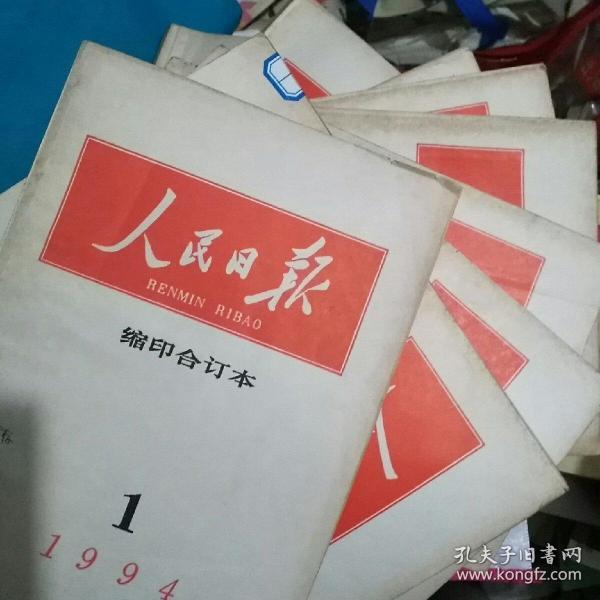 人民日报
RENMIN RIBAO
缩印合订本
1
1994
孔夫子旧书网
www.kongfz.com